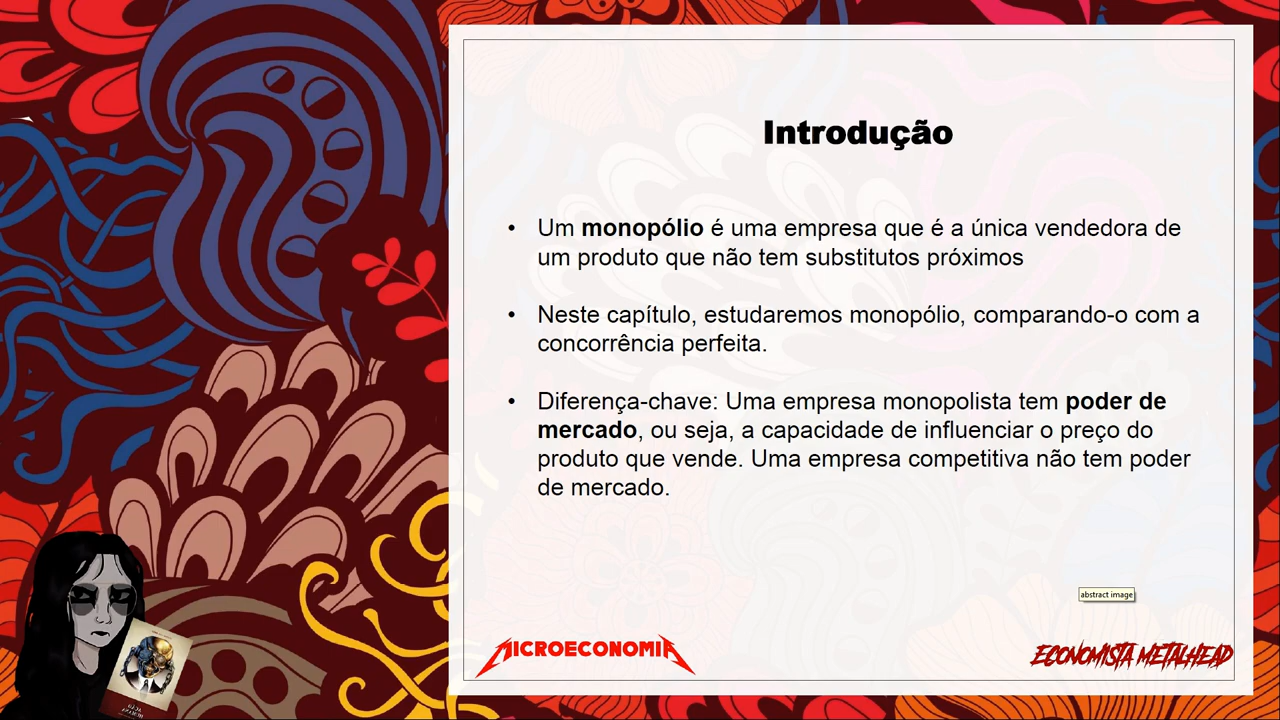 Introdução
• Um monopólio é uma empresa que é a única vendedora de
um produto que não tem substitutos próximos
• Neste capítulo, estudaremos monopólio, comparando-o com a
concorrência perfeita.
• Diferença-chave: Uma empresa monopolista tem poder de
mercado, ou seja, a capacidade de influenciar o preço do
produto que vende. Uma empresa competitiva não tem poder
de mercado.
abstract image
MICROECONOMIA
ECONOMISTA METALHEAD